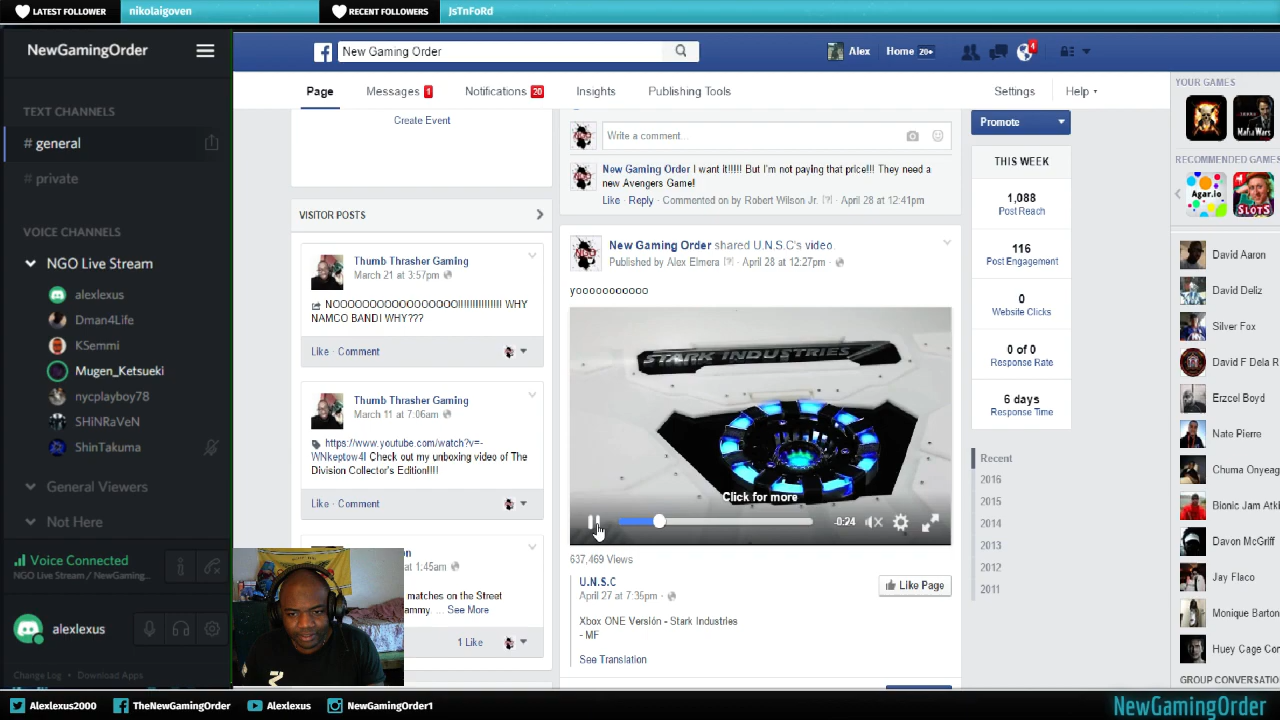 LATEST FOLLOWER
nikolaigoven
RECENT FOLLOWERS
JsTnFoRd
NewGamingOrder
TEXT CHANNELS
# general
# private
VOICE CHANNELS
NGO Live Stream
alexlexus
Dman4Life
KSemmi
Mugen_Ketsueki
nycplayboy78
SHiNRaVeN
ShinTakuma
General Viewers
Not Here
Voice Connected
NGO Live Stream / NewGaming...
alexlexus
Change Log · Download Apps
New Gaming Order
Alex
Home 20+
4
Page
Messages 1
Notifications 20
Insights
Publishing Tools
Settings
Help
Create Event
VISITOR POSTS
Thumb Thrasher Gaming
March 21 at 3:57pm
NOOOOOOOOOOOOOOOOO!!!!!!!!!!!!!!! WHY
NAMCO BANDI WHY???
Like · Comment
Thumb Thrasher Gaming
March 11 at 7:06am
https://www.youtube.com/watch?v=-
WNkeptow4I Check out my unboxing video of The
Division Collector's Edition!!!!
Like · Comment
on
at 1:45am
matches on the Street
ammy. ... See More
1 Like
Write a comment...
New Gaming Order I want it!!!!! But I'm not paying that price!!! They need a
new Avengers Game!
Like · Reply · Commented on by Robert Wilson Jr. [?] · April 28 at 12:41pm
New Gaming Order shared U.N.S.C's video.
Published by Alex Elmera [?] · April 28 at 12:27pm
yooooooooooo
STARK INDUSTRIES
Click for more
-0:24
637,469 Views
U.N.S.C
April 27 at 7:35pm
Like Page
Xbox ONE Versión - Stark Industries
- MF
See Translation
Promote
THIS WEEK
1,088
Post Reach
116
Post Engagement
0
Website Clicks
0 of 0
Response Rate
6 days
Response Time
Recent
2016
2015
2014
2013
2012
2011
YOUR GAMES
Mafia Wars
RECOMMENDED GAMES
Agar.io
SLOTS
David Aaron
David Deliz
Silver Fox
David F Dela R
Erzcel Boyd
Nate Pierre
Chuma Onyeag
Bionic Jam Ant
Davon McGriff
Jay Flaco
Monique Barton
Huey Cage Cor
GROUP CONVERSATIO
Alexlexus2000
TheNewGamingOrder
Alexlexus
NewGamingOrder1
NewGamingOrder